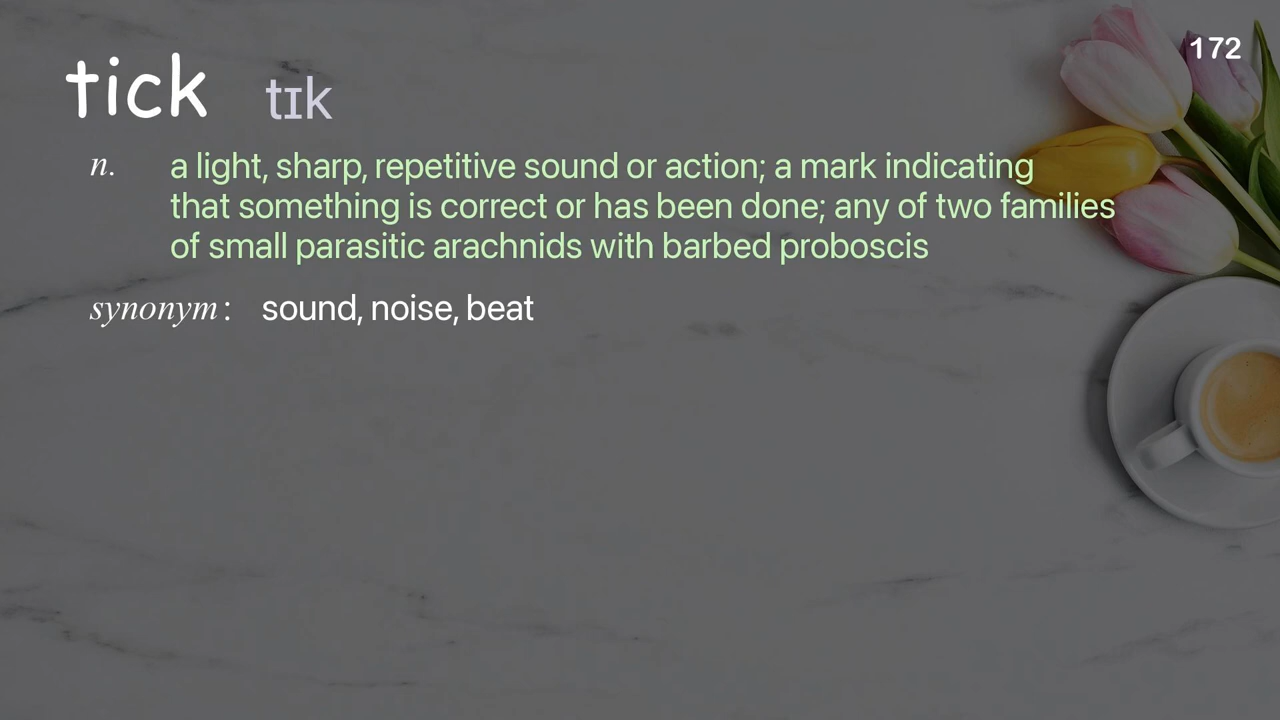 172
tick tɪk
n. a light, sharp, repetitive sound or action; a mark indicating
that something is correct or has been done; any of two families
of small parasitic arachnids with barbed proboscis
synonym : sound, noise, beat